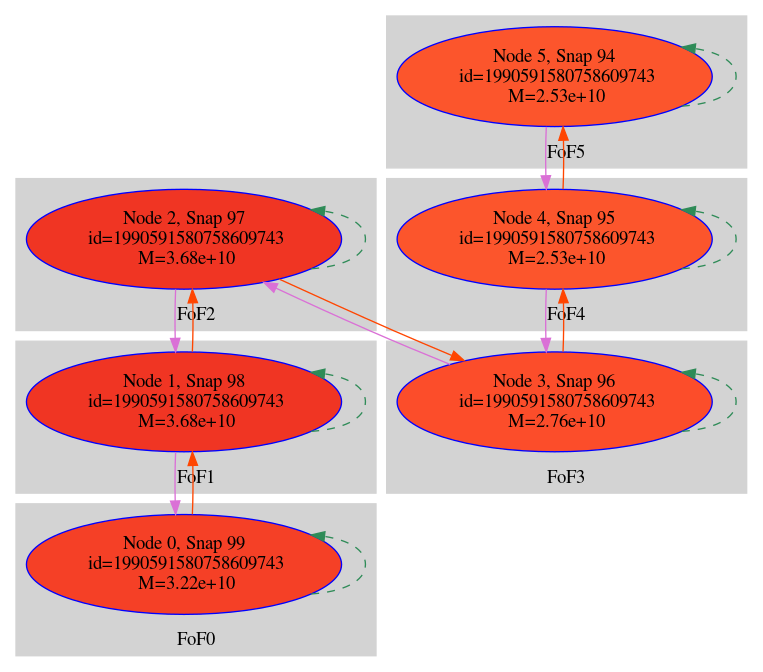 Node 5, Snap 94
id=1990591580758609743
M=2.53e+10
FoF5
Node 2, Snap 97
id=1990591580758609743
M=3.68e+10
FoF2
Node 4, Snap 95
id=1990591580758609743
M=2.53e+10
FoF4
Node 1, Snap 98
id=1990591580758609743
M=3.68e+10
FoF1
Node 3, Snap 96
id=1990591580758609743
M=2.76e+10
FoF3
Node 0, Snap 99
id=1990591580758609743
M=3.22e+10
FoF0